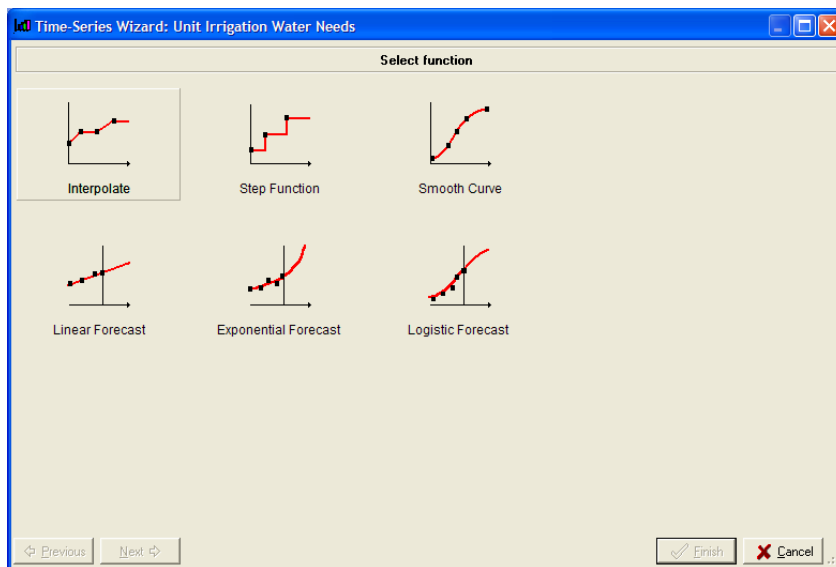 Time-Series Wizard: Unit Irrigation Water Needs
Select function
Interpolate Step Function Smooth Curve
Linear Forecast Exponential Forecast Logistic Forecast
Previous Next Finish Cancel